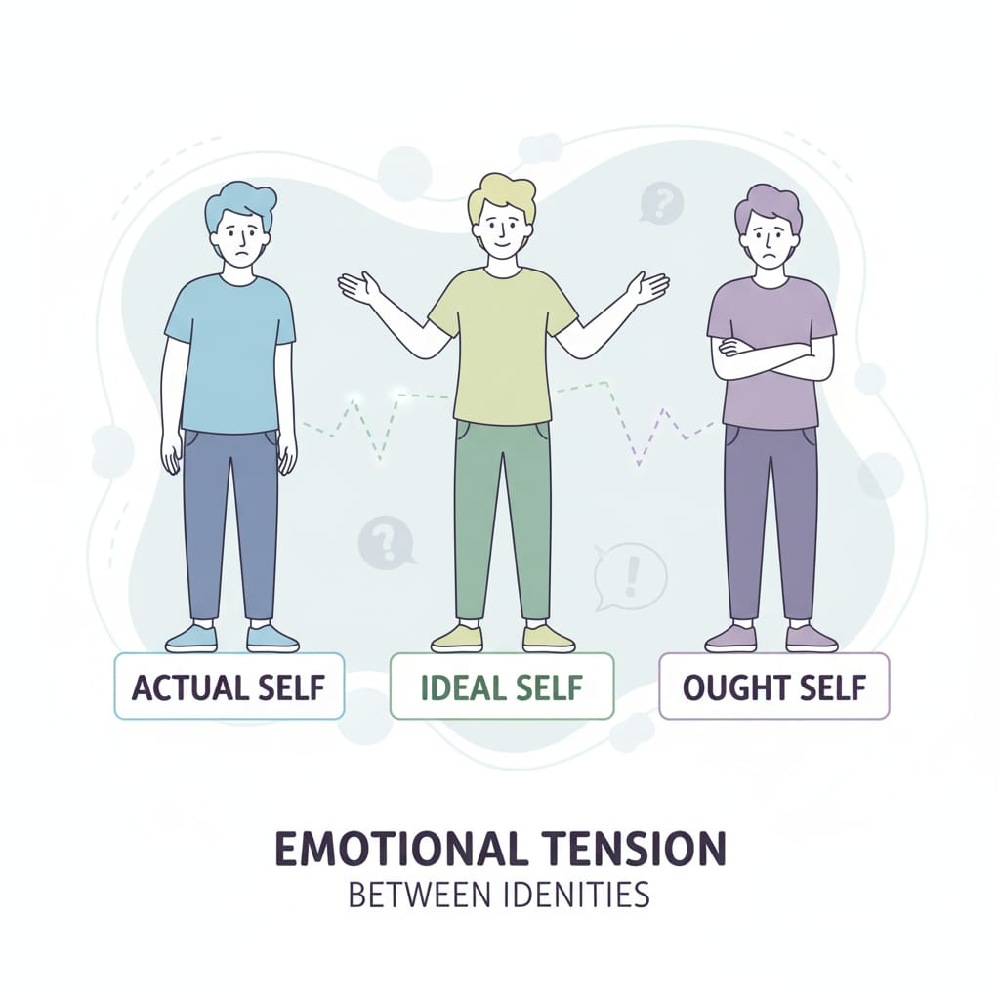 ?
?
!
ACTUAL SELF
IDEAL SELF
OUGHT SELF
EMOTIONAL TENSION
BETWEEN IDENITIES